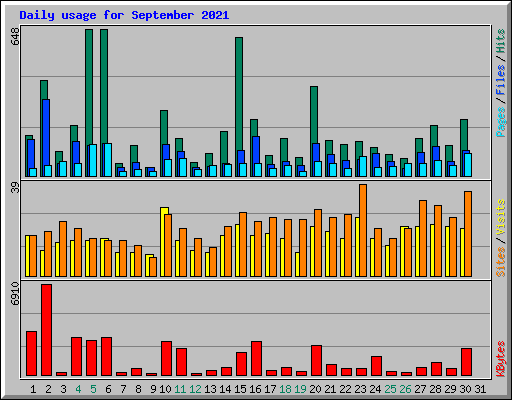 Daily usage for September 2021
648
Pages / Files / Hits
39
Sites / Visits
6910
KBytes
1 2 3 4 5 6 7 8 9 10 11 12 13 14 15 16 17 18 19 20 21 22 23 24 25 26 27 28 29 30 31